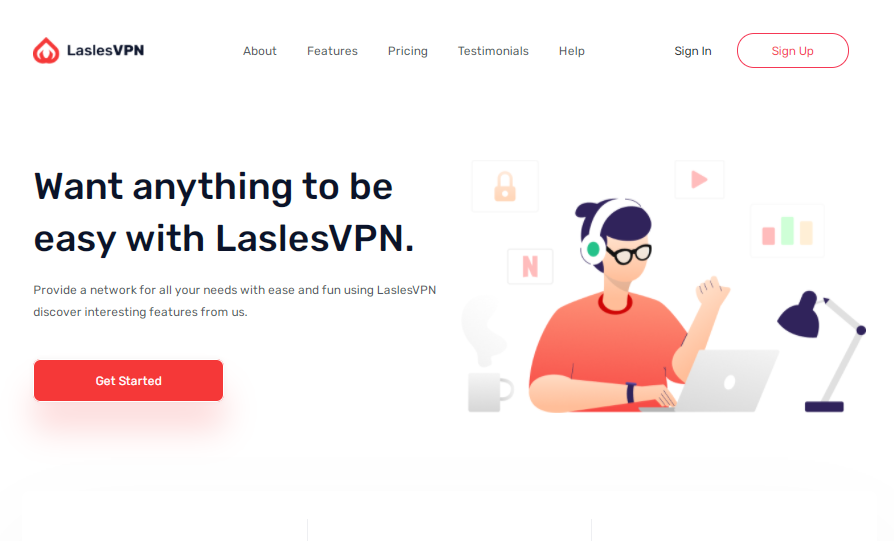 LaslesVPN
About Features Pricing Testimonials Help
Sign In Sign Up
Want anything to be
easy with LaslesVPN.
Provide a network for all your needs with ease and fun using LaslesVPN
discover interesting features from us.
Get Started
N